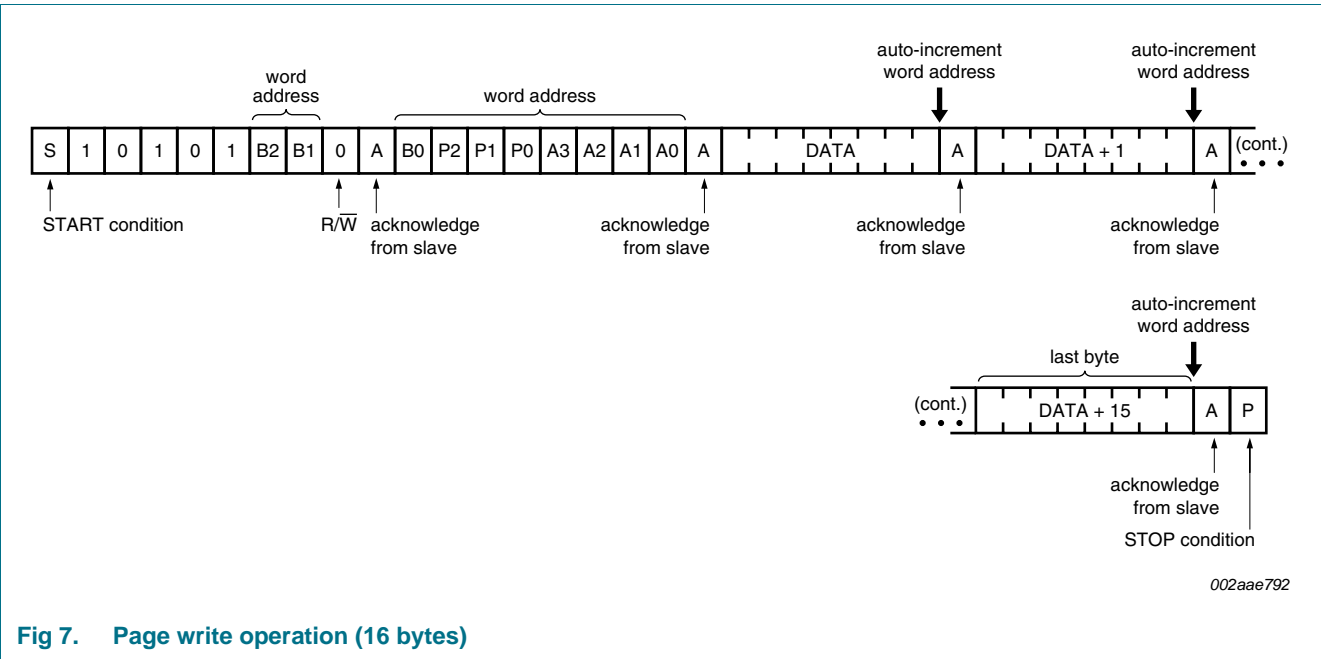 auto-increment
word address
auto-increment
word address
word
address
word address
S 1 0 1 0 1 B2 B1 0 A B0 P2 P1 P0 A3 A2 A1 A0 A DATA A DATA + 1 A (cont.)
START condition
R/W̅
acknowledge
from slave
acknowledge
from slave
acknowledge
from slave
acknowledge
from slave
auto-increment
word address
last byte
(cont.) DATA + 15 A P
acknowledge
from slave
STOP condition
002aae792
Fig 7. Page write operation (16 bytes)